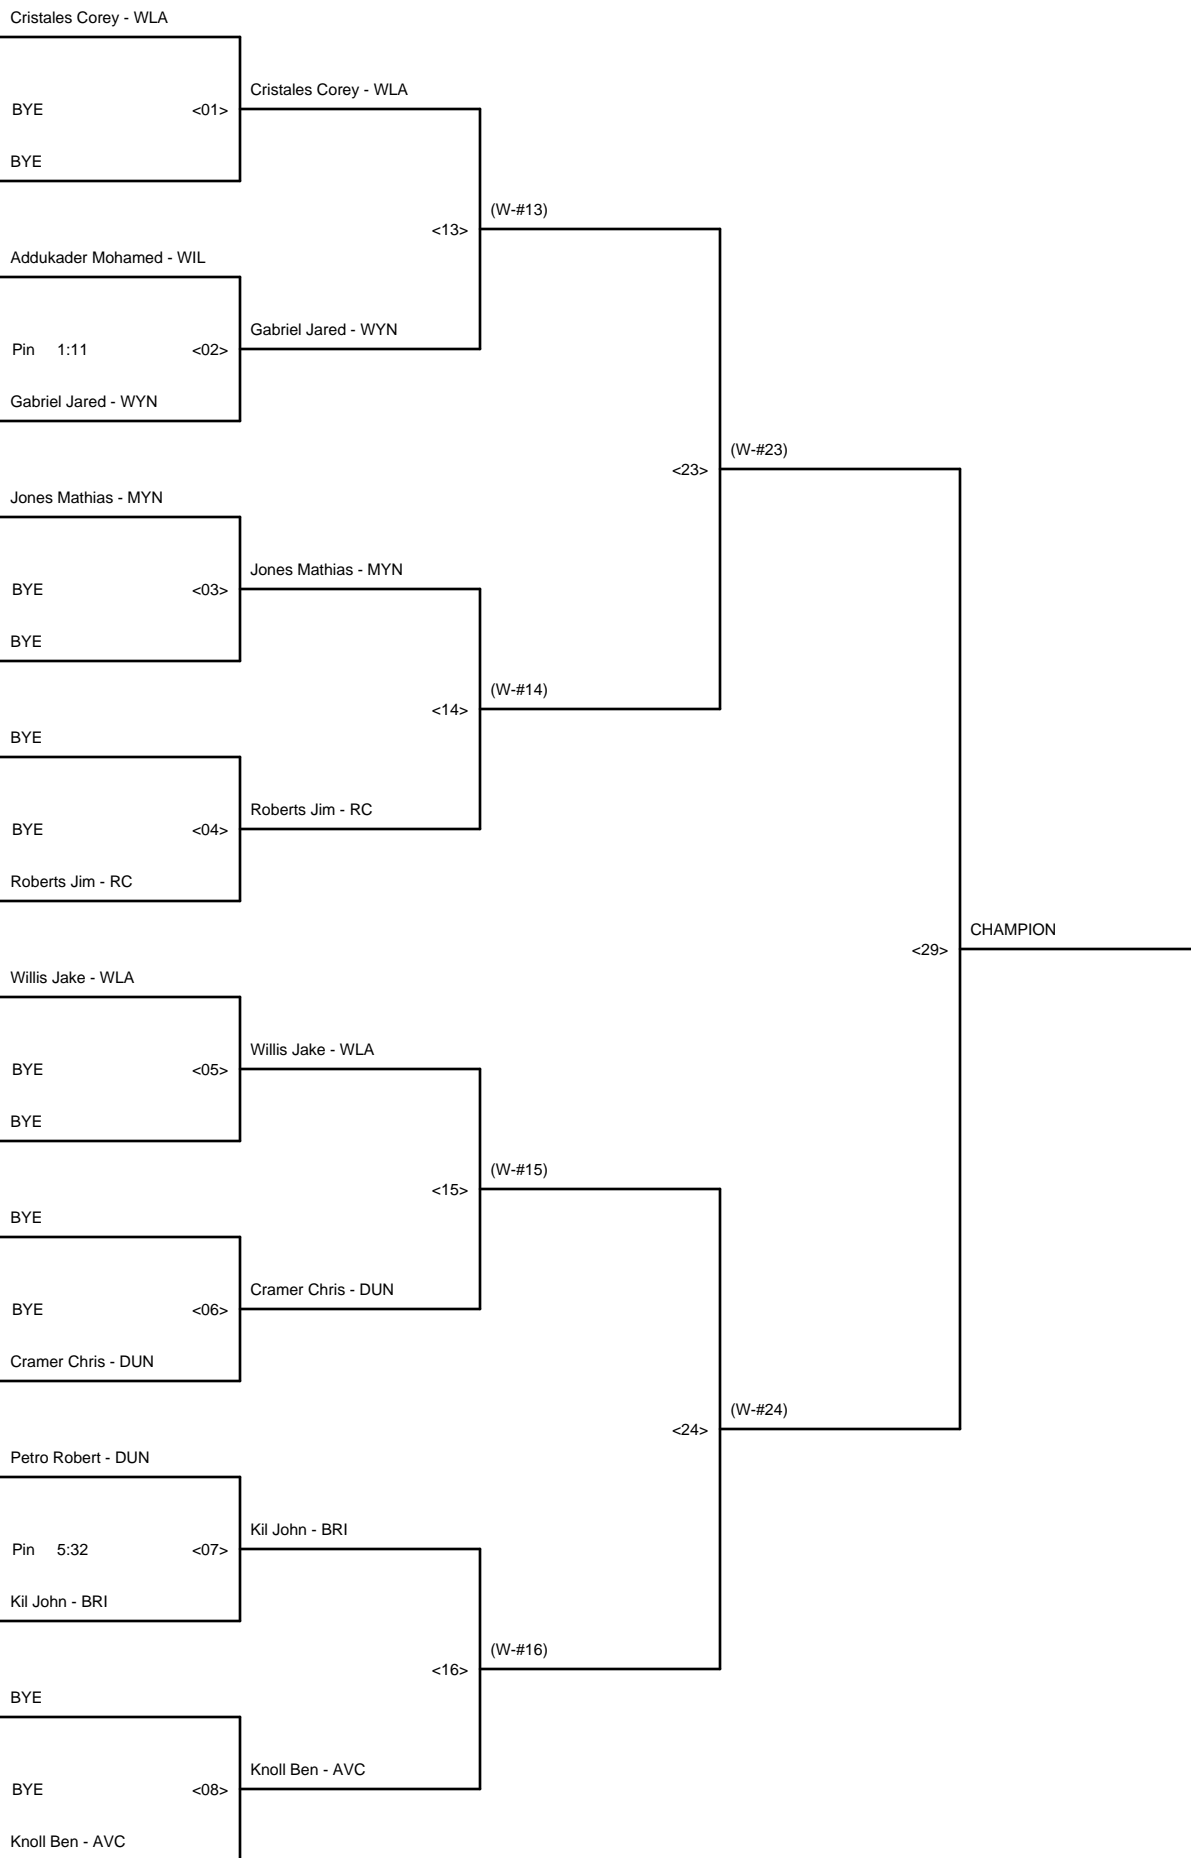 Cristales Corey - WLA
Cristales Corey - WLA
BYE <01>
BYE
(W-#13)
<13>
Addukader Mohamed - WIL
Gabriel Jared - WYN
Pin 1:11 <02>
Gabriel Jared - WYN
(W-#23)
<23>
Jones Mathias - MYN
Jones Mathias - MYN
BYE <03>
BYE
(W-#14)
<14>
BYE
Roberts Jim - RC
BYE <04>
Roberts Jim - RC
CHAMPION
<29>
Willis Jake - WLA
Willis Jake - WLA
BYE <05>
BYE
(W-#15)
<15>
BYE
Cramer Chris - DUN
BYE <06>
Cramer Chris - DUN
(W-#24)
<24>
Petro Robert - DUN
Kil John - BRI
Pin 5:32 <07>
Kil John - BRI
(W-#16)
<16>
BYE
Knoll Ben - AVC
BYE <08>
Knoll Ben - AVC